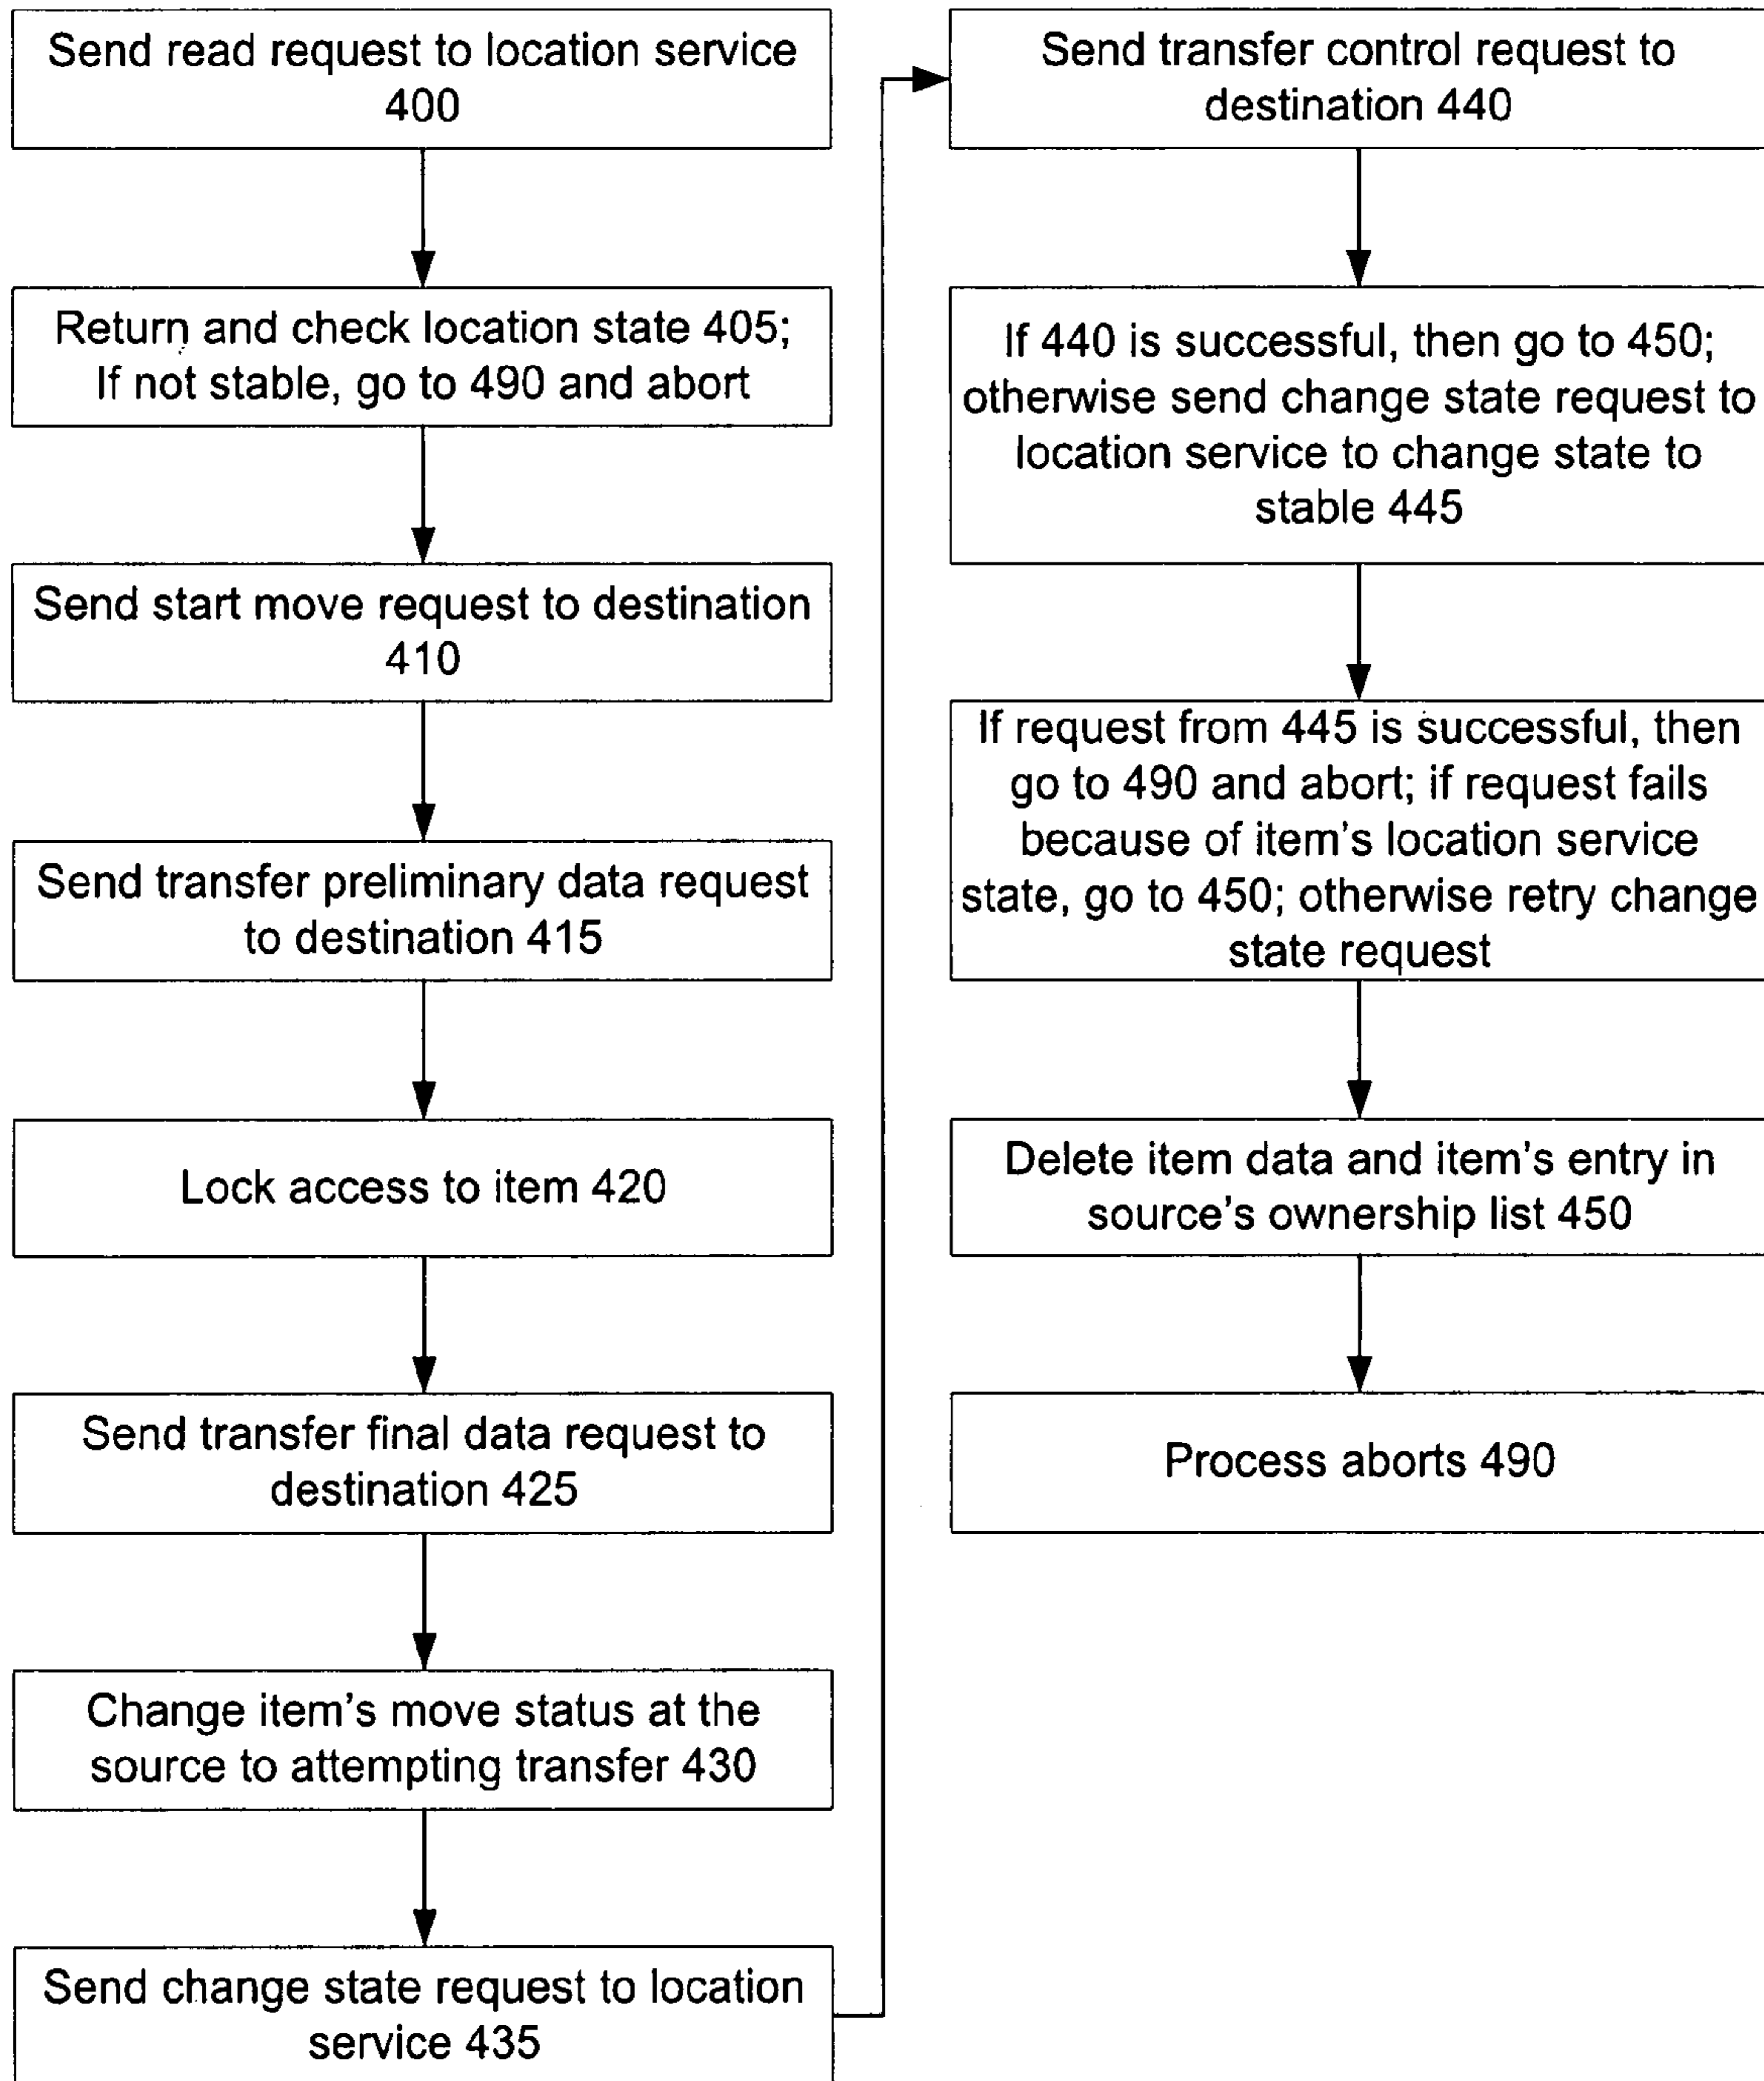 Send read request to location service
400
Return and check location state 405;
If not stable, go to 490 and abort
Send start move request to destination
410
Send transfer preliminary data request
to destination 415
Lock access to item 420
Send transfer final data request to
destination 425
Change item's move status at the
source to attempting transfer 430
Send change state request to location
service 435
Send transfer control request to
destination 440
If 440 is successful, then go to 450;
otherwise send change state request to
location service to change state to
stable 445
If request from 445 is successful, then
go to 490 and abort; if request fails
because of item's location service
state, go to 450; otherwise retry change
state request
Delete item data and item's entry in
source's ownership list 450
Process aborts 490